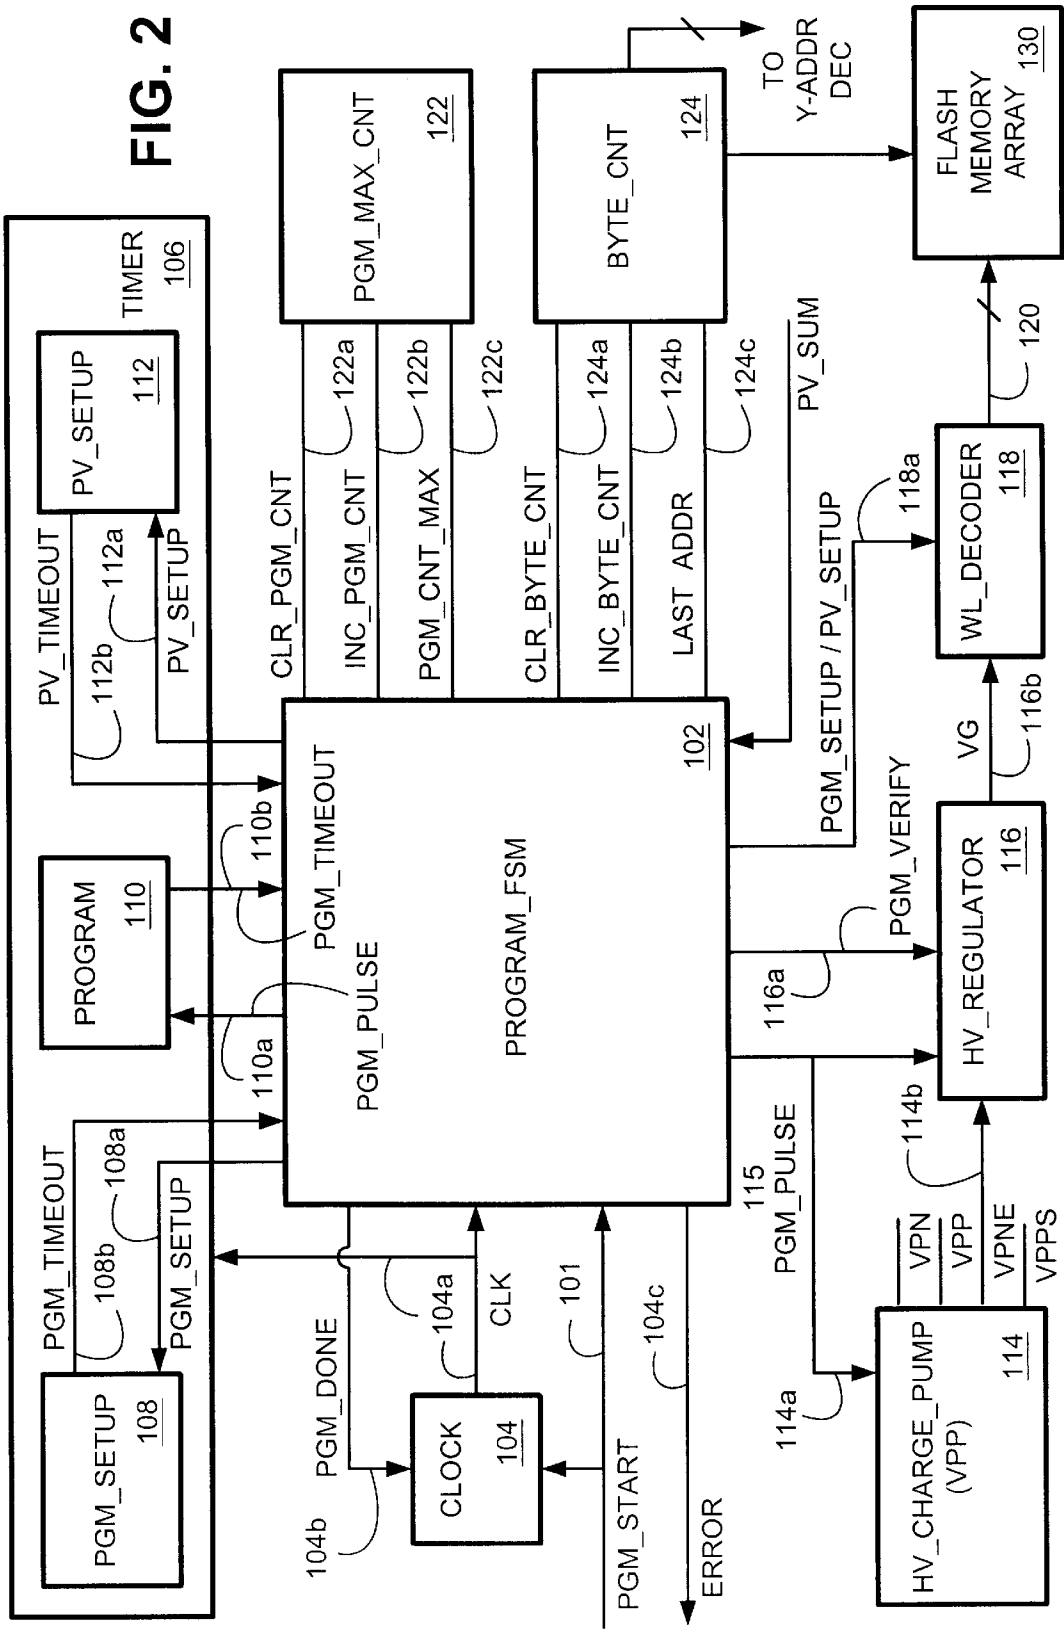 FIG. 2
TIMER
106
PGM_SETUP
108
PGM_TIMEOUT
108b
108a
PGM_SETUP
PROGRAM
110
110a
PGM_PULSE
110b
PGM_TIMEOUT
PV_SETUP
112
PV_TIMEOUT
112b
112a
PV_SETUP
PGM_DONE
104b
CLOCK
104
104a
CLK
PGM_START
101
ERROR
104c
PROGRAM_FSM
102
CLR_PGM_CNT
122a
INC_PGM_CNT
122b
PGM_CNT_MAX
122c
PGM_MAX_CNT
122
CLR_BYTE_CNT
124a
INC_BYTE_CNT
124b
LAST ADDR
124c
BYTE_CNT
124
TO
Y-ADDR
DEC
PV_SUM
115
PGM_PULSE
114a
HV_CHARGE_PUMP
(VPP)
114
VPN
VPP
VPNE
VPPS
114b
116a
PGM_VERIFY
HV_REGULATOR
116
VG
116b
PGM_SETUP / PV_SETUP
118a
WL_DECODER
118
120
FLASH
MEMORY
ARRAY
130